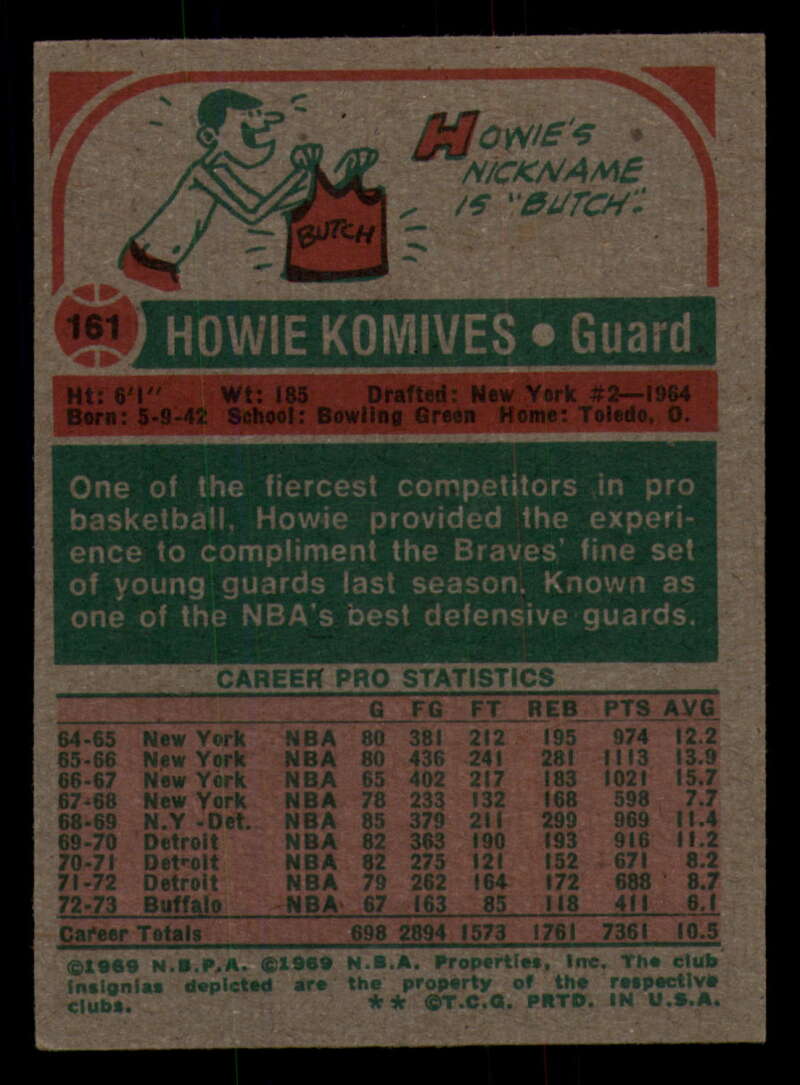 HOWIE'S
NICKNAME
IS "BUTCH".
BUTCH
161
HOWIE KOMIVES • Guard
Ht: 6'1" Wt: 185 Drafted: New York #2—1964
Born: 5-9-42 School: Bowling Green Home: Toledo, O.
One of the fiercest competitors in pro
basketball, Howie provided the experi-
ence to compliment the Braves' fine set
of young guards last season. Known as
one of the NBA's best defensive guards.
CAREER PRO STATISTICS
G FG FT REB PTS AVG
64-65 New York NBA 80 381 212 195 974 12.2
65-66 New York NBA 80 436 241 281 1113 13.9
66-67 New York NBA 65 402 217 183 1021 15.7
67-68 New York NBA 78 233 132 168 598 7.7
68-69 N.Y -Det. NBA 85 379 211 299 969 11.4
69-70 Detroit NBA 82 363 190 193 916 11.2
70-71 Detroit NBA 82 275 121 152 671 8.2
71-72 Detroit NBA 79 262 164 172 688 8.7
72-73 Buffalo NBA 67 163 85 118 411 6.1
Career Totals 698 2894 1573 1761 7361 10.5
©1969 N.B.P.A. ©1969 N.B.A. Properties, Inc. The club
insignias depicted are the property of the respective
clubs. ** ©T.C.G. PRTD. IN U.S.A.